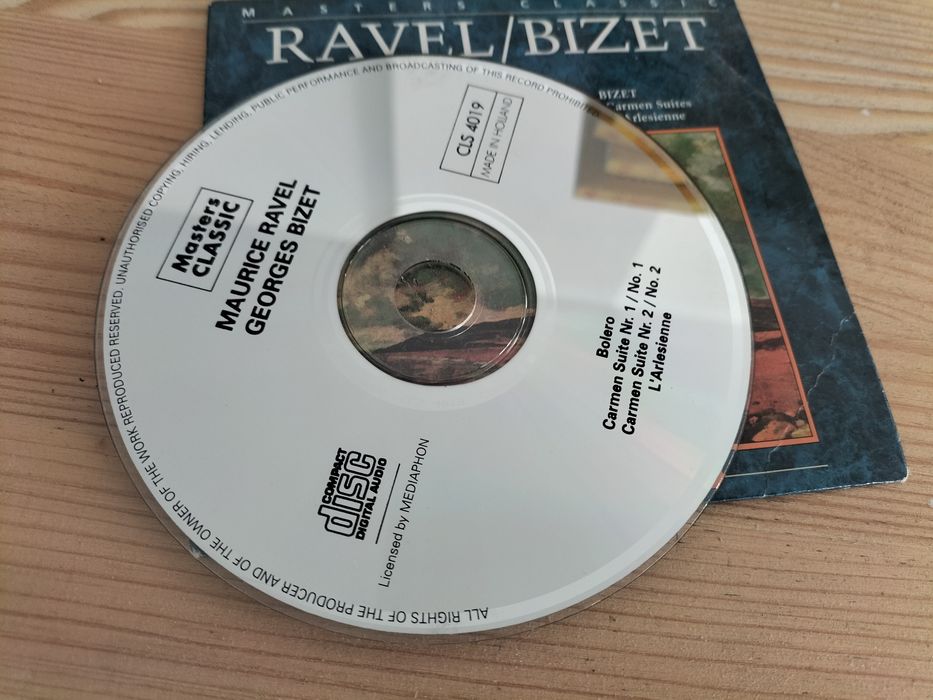 MASTERS CLASSIC
RAVEL/BIZET
BIZET
Carmen Suites
Arlesienne
ALL RIGHTS OF THE PRODUCER AND OF THE OWNER OF THE WORK REPRODUCED RESERVED. UNAUTHORISED COPYING, HIRING, LENDING, PUBLIC PERFORMANCE AND BROADCASTING OF THIS RECORD PROHIBITED
CLS 4019
MADE IN HOLLAND
Masters
CLASSIC
MAURICE RAVEL
GEORGES BIZET
Bolero
Carmen Suite Nr. 1 / No. 1
Carmen Suite Nr. 2 / No. 2
L'Arlesienne
COMPACT
disc
DIGITAL AUDIO
Licensed by MEDIAPHON